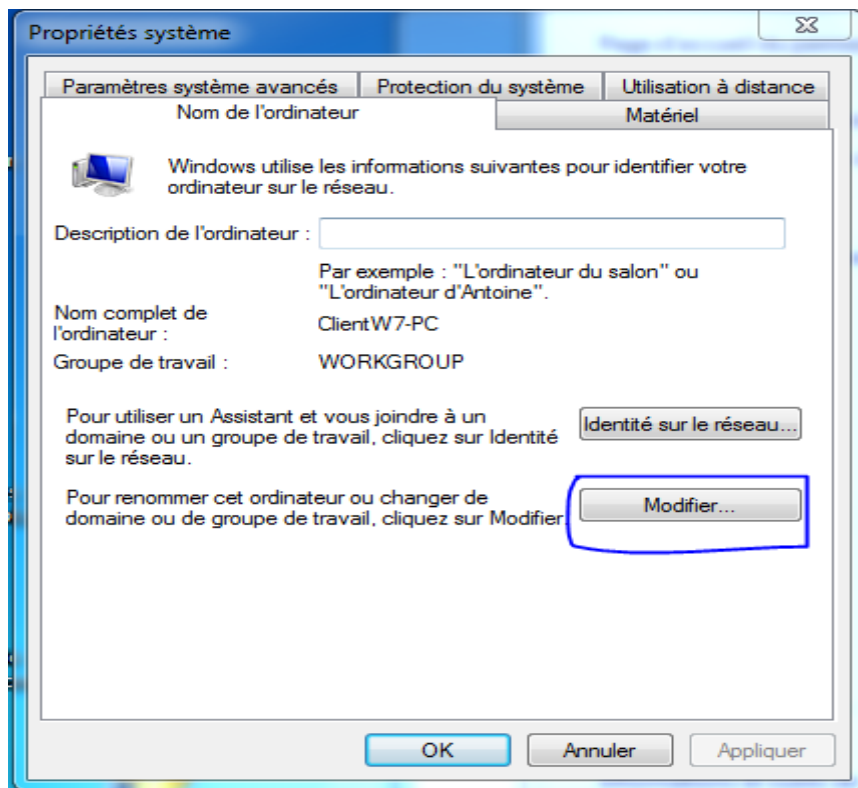 Propriétés système
Paramètres système avancés
Protection du système
Utilisation à distance
Nom de l'ordinateur
Matériel
Windows utilise les informations suivantes pour identifier votre
ordinateur sur le réseau.
Description de l'ordinateur :
Par exemple : "L'ordinateur du salon" ou
"L'ordinateur d'Antoine".
Nom complet de
l'ordinateur :
ClientW7-PC
Groupe de travail :
WORKGROUP
Pour utiliser un Assistant et vous joindre à un
domaine ou un groupe de travail, cliquez sur Identité
sur le réseau.
Identité sur le réseau...
Pour renommer cet ordinateur ou changer de
domaine ou de groupe de travail, cliquez sur Modifier.
Modifier...
OK
Annuler
Appliquer